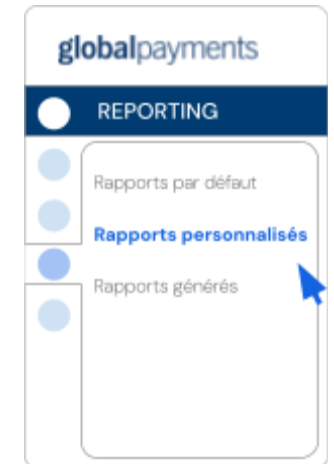 globalpayments
REPORTING
Rapports par défaut
Rapports personnalisés
Rapports générés